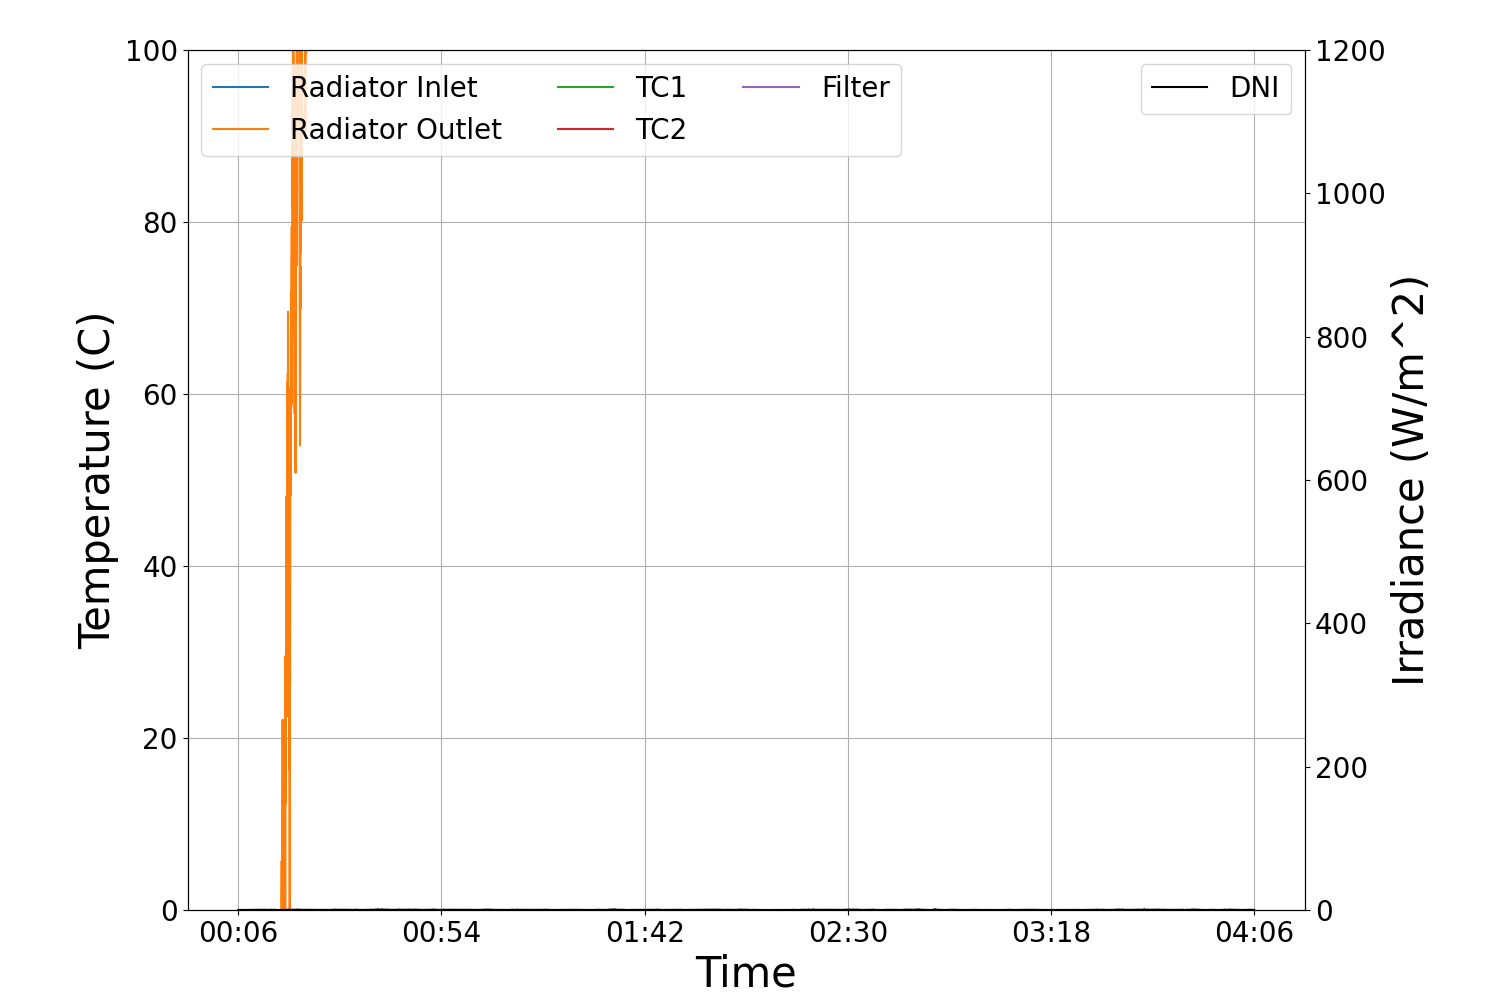 100
80
60
40
20
0
Temperature (C)
Radiator Inlet
Radiator Outlet
TC1
TC2
Filter
DNI
1200
1000
800
600
400
200
0
Irradiance (W/m^2)
00:06 00:54 01:42 02:30 03:18 04:06
Time